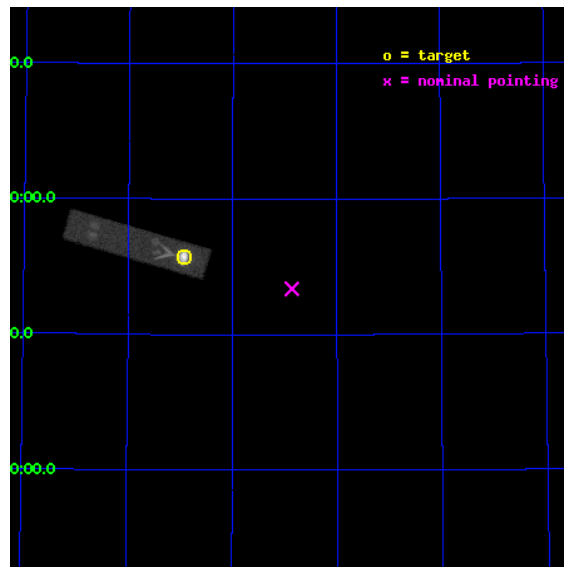 o = target
x = nominal pointing
0.0
0:00.0
0.0
0:00.0